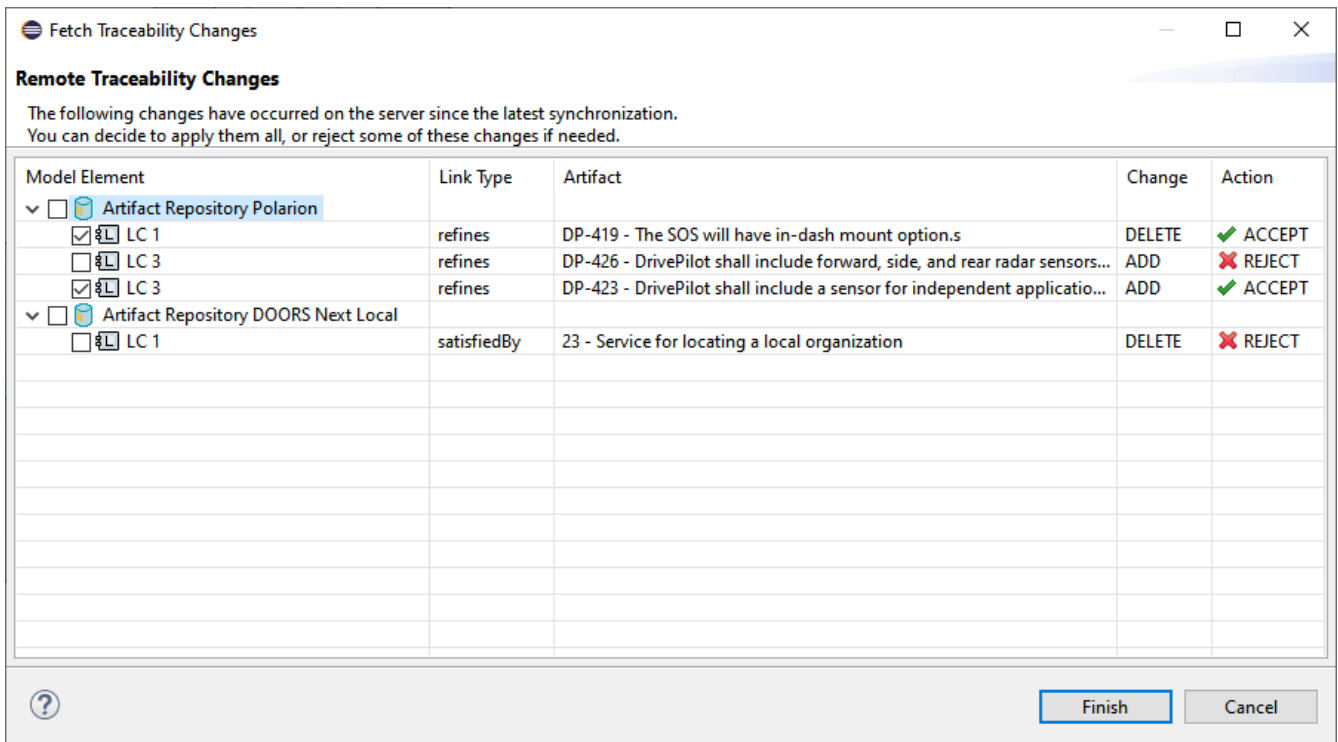 Fetch Traceability Changes
Remote Traceability Changes
The following changes have occurred on the server since the latest synchronization.
You can decide to apply them all, or reject some of these changes if needed.
Model Element Link Type Artifact Change Action
Artifact Repository Polarion
LC 1 refines DP-419 - The SOS will have in-dash mount option.s DELETE ACCEPT
LC 3 refines DP-426 - DrivePilot shall include forward, side, and rear radar sensors... ADD REJECT
LC 3 refines DP-423 - DrivePilot shall include a sensor for independent applicatio... ADD ACCEPT
Artifact Repository DOORS Next Local
LC 1 satisfiedBy 23 - Service for locating a local organization DELETE REJECT
Finish Cancel